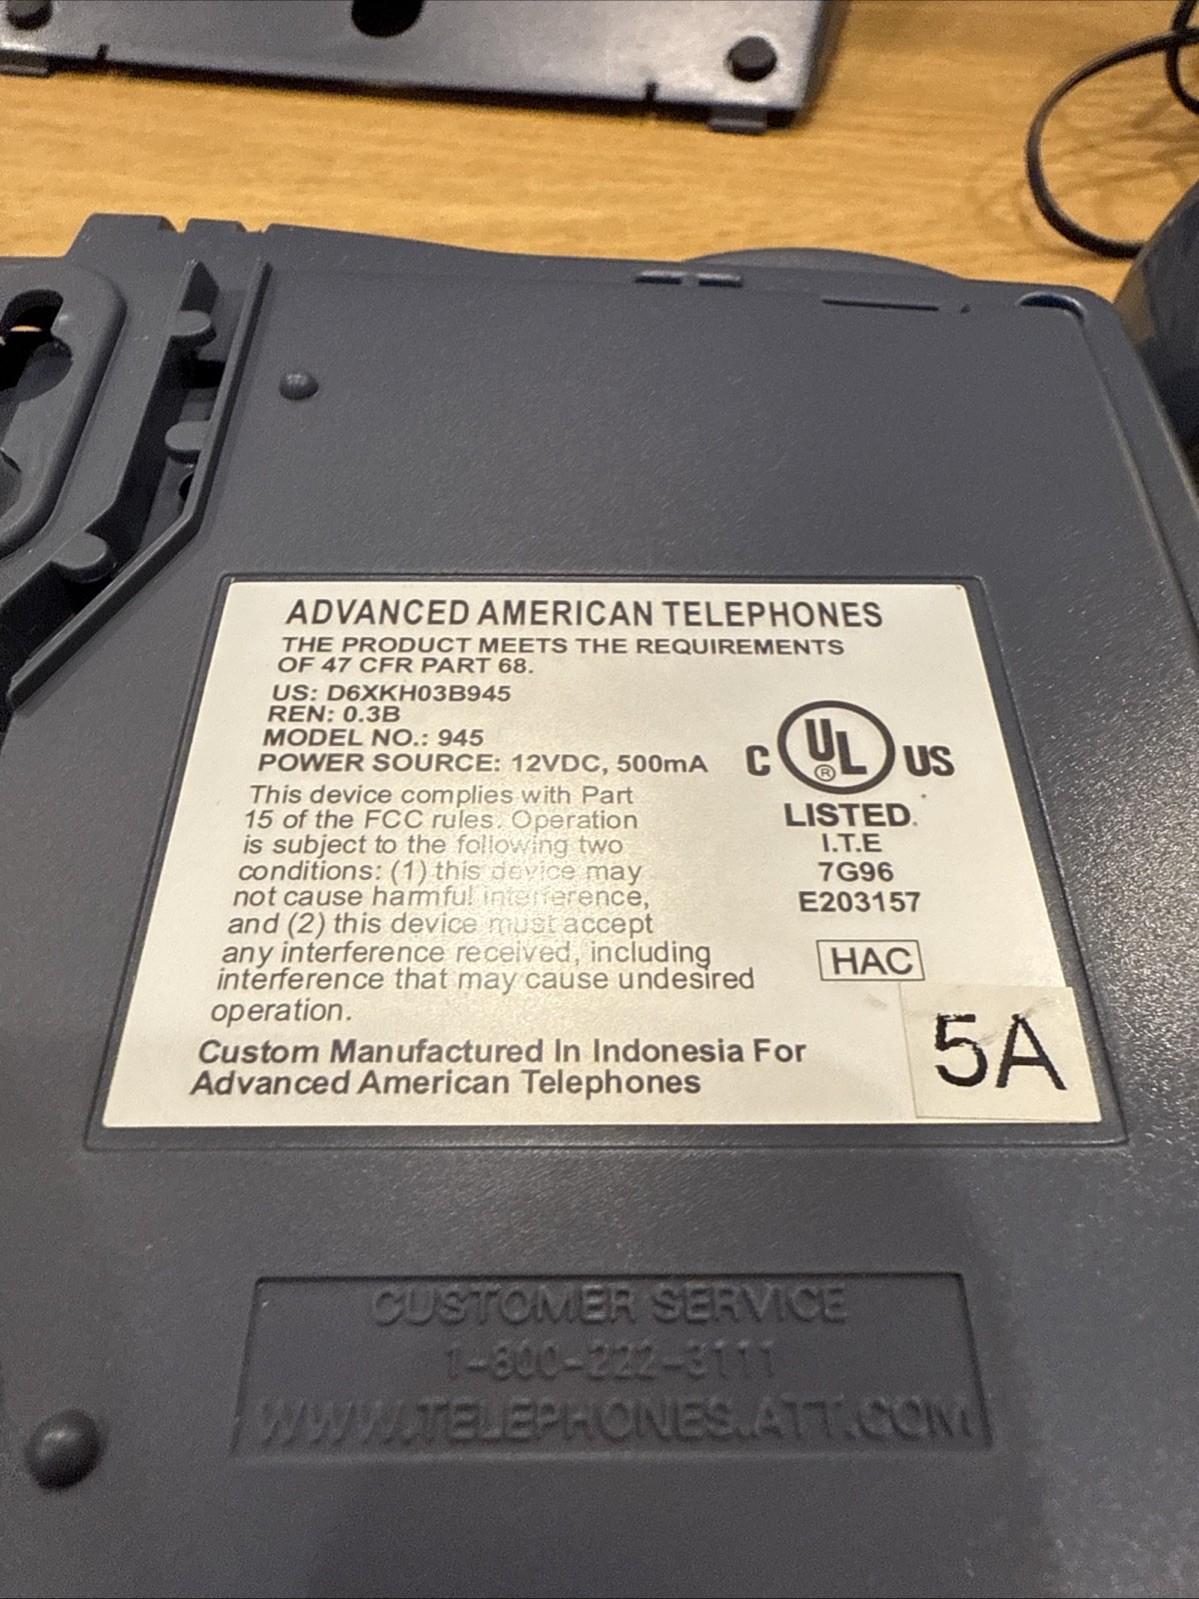 ADVANCED AMERICAN TELEPHONES
THE PRODUCT MEETS THE REQUIREMENTS
OF 47 CFR PART 68.
US: D6XKH03B945
REN: 0.3B
MODEL NO.: 945
POWER SOURCE: 12VDC, 500mA
This device complies with Part
15 of the FCC rules. Operation
is subject to the following two
conditions: (1) this device may
not cause harmful interference,
and (2) this device must accept
any interference received, including
interference that may cause undesired
operation.
Custom Manufactured In Indonesia For
Advanced American Telephones
C UL® US
LISTED
I.T.E
7G96
E203157
HAC
5A
CUSTOMER SERVICE
1-800-222-3111
WWW.TELEPHONES.ATT.COM